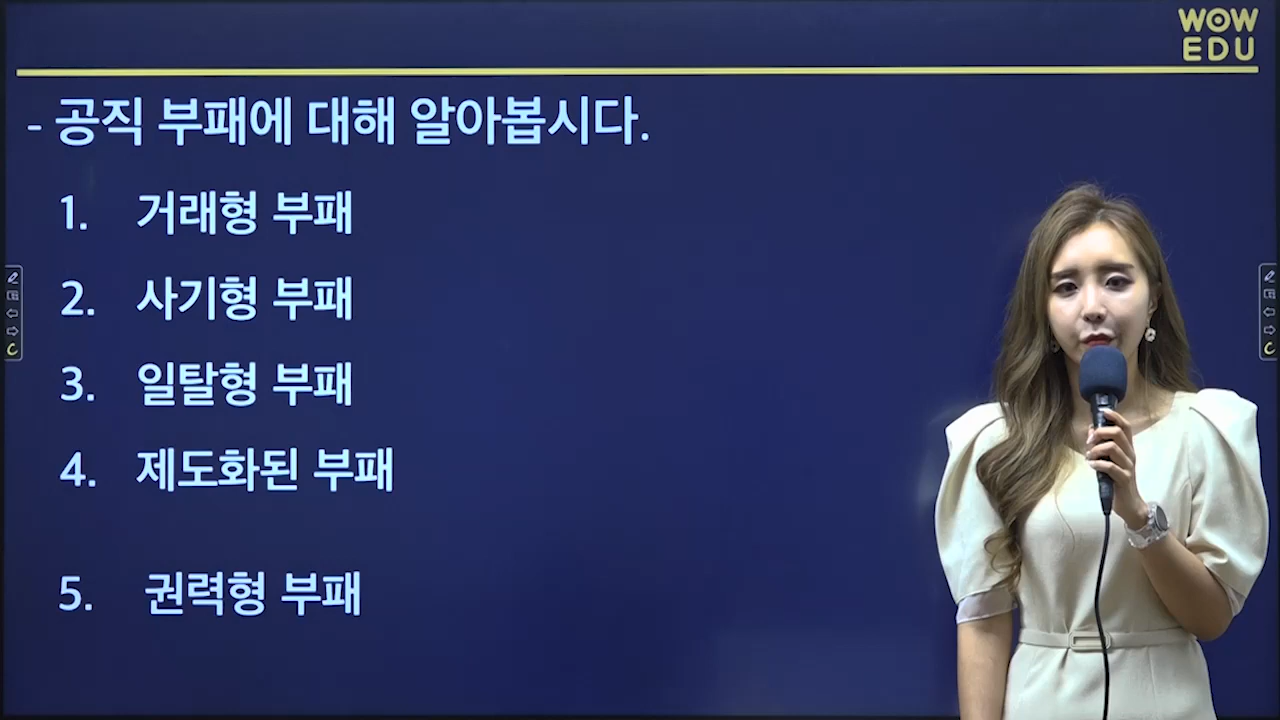 WOW
EDU
- 공직 부패에 대해 알아봅시다.
1. 거래형 부패
2. 사기형 부패
3. 일탈형 부패
4. 제도화된 부패
5. 권력형 부패